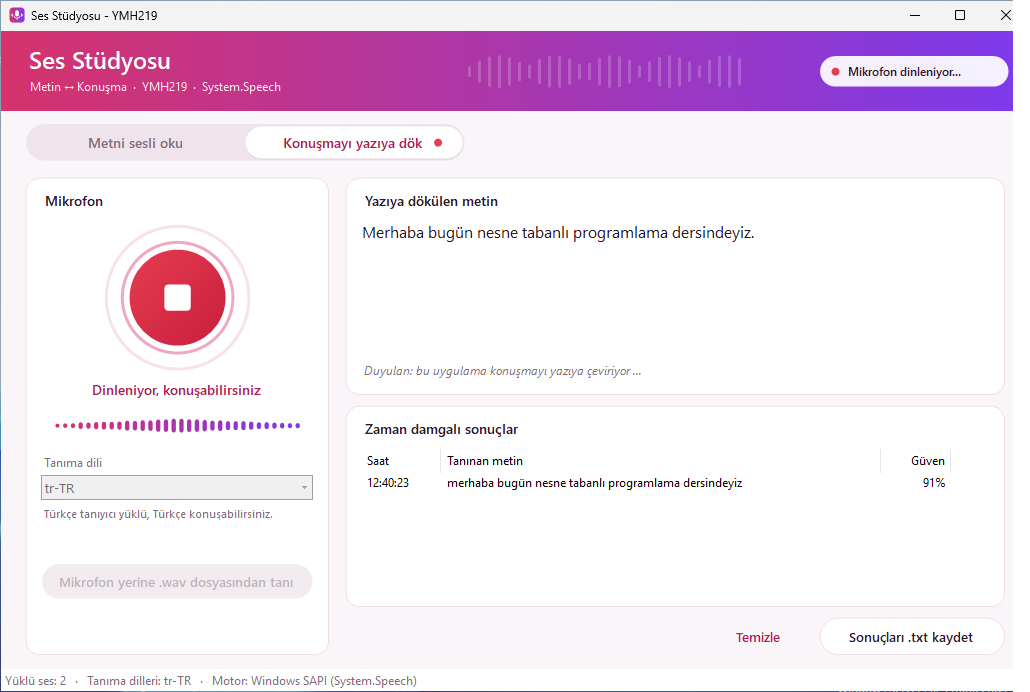 Ses Stüdyosu - YMH219
Ses Stüdyosu
Metin ↔ Konuşma · YMH219 · System.Speech
Mikrofon dinleniyor...
Metni sesli oku
Konuşmayı yazıya dök
Mikrofon
Dinleniyor, konuşabilirsiniz
Tanıma dili
tr-TR
Türkçe tanıyıcı yüklü, Türkçe konuşabilirsiniz.
Mikrofon yerine .wav dosyasından tanı
Yazıya dökülen metin
Merhaba bugün nesne tabanlı programlama dersindeyiz.
Duyulan: bu uygulama konuşmayı yazıya çeviriyor ...
Zaman damgalı sonuçlar
Saat Tanınan metin Güven
12:40:23 merhaba bugün nesne tabanlı programlama dersindeyiz 91%
Temizle
Sonuçları .txt kaydet
Yüklü ses: 2 · Tanıma dilleri: tr-TR · Motor: Windows SAPI (System.Speech)